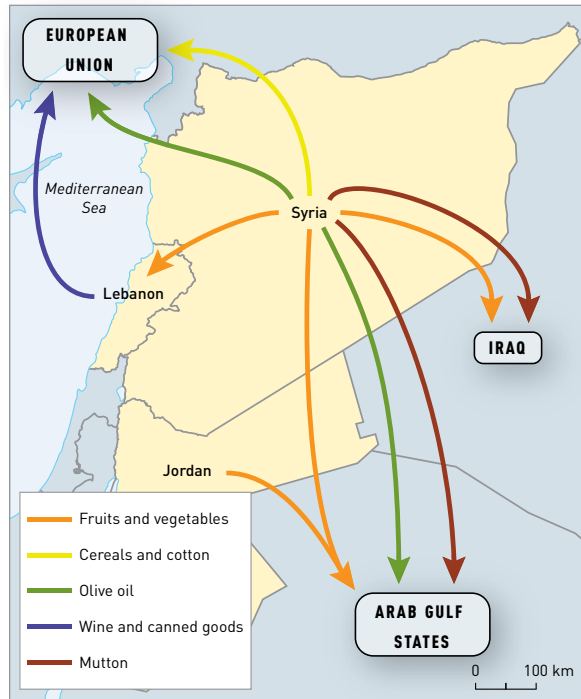 EUROPEAN
UNION
Mediterranean
Sea
Syria
Lebanon
IRAQ
Jordan
Fruits and vegetables
Cereals and cotton
Olive oil
Wine and canned goods
Mutton
ARAB GULF
STATES
0 100 km